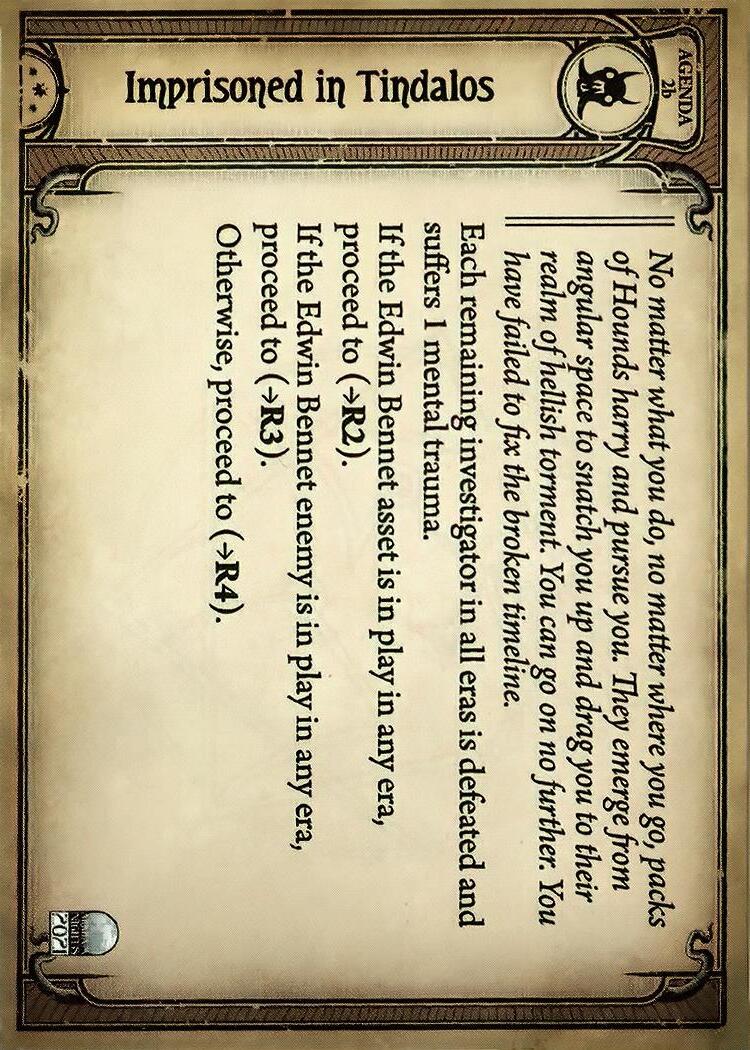 AGENDA
2b
Imprisoned in Tindalos
No matter what you do, no matter where you go, packs
of Hounds harry and pursue you. They emerge from
angular space to snatch you up and drag you to their
realm of hellish torment. You can go on no further. You
have failed to fix the broken timeline.
Each remaining investigator in all eras is defeated and
suffers 1 mental trauma.
If the Edwin Bennet asset is in play in any era,
proceed to (→R2).
If the Edwin Bennet enemy is in play in any era,
proceed to (→R3).
Otherwise, proceed to (→R4).
ARKHAM
NIGHTS
2021